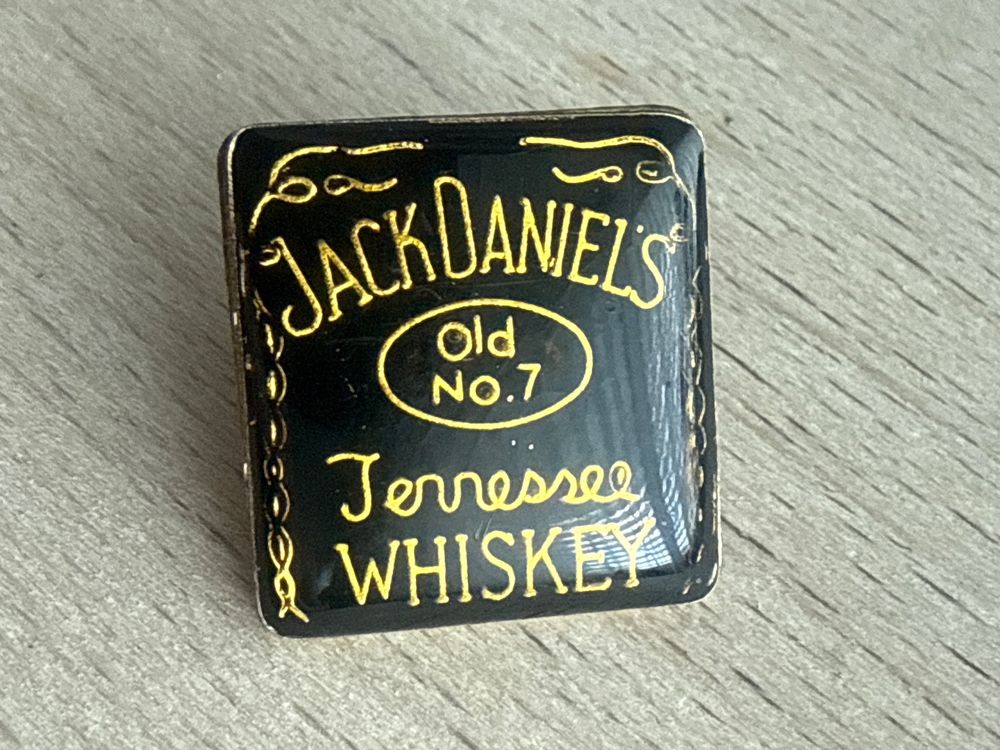 JACK DANIEL'S
Old
No.7
Tennessee
WHISKEY